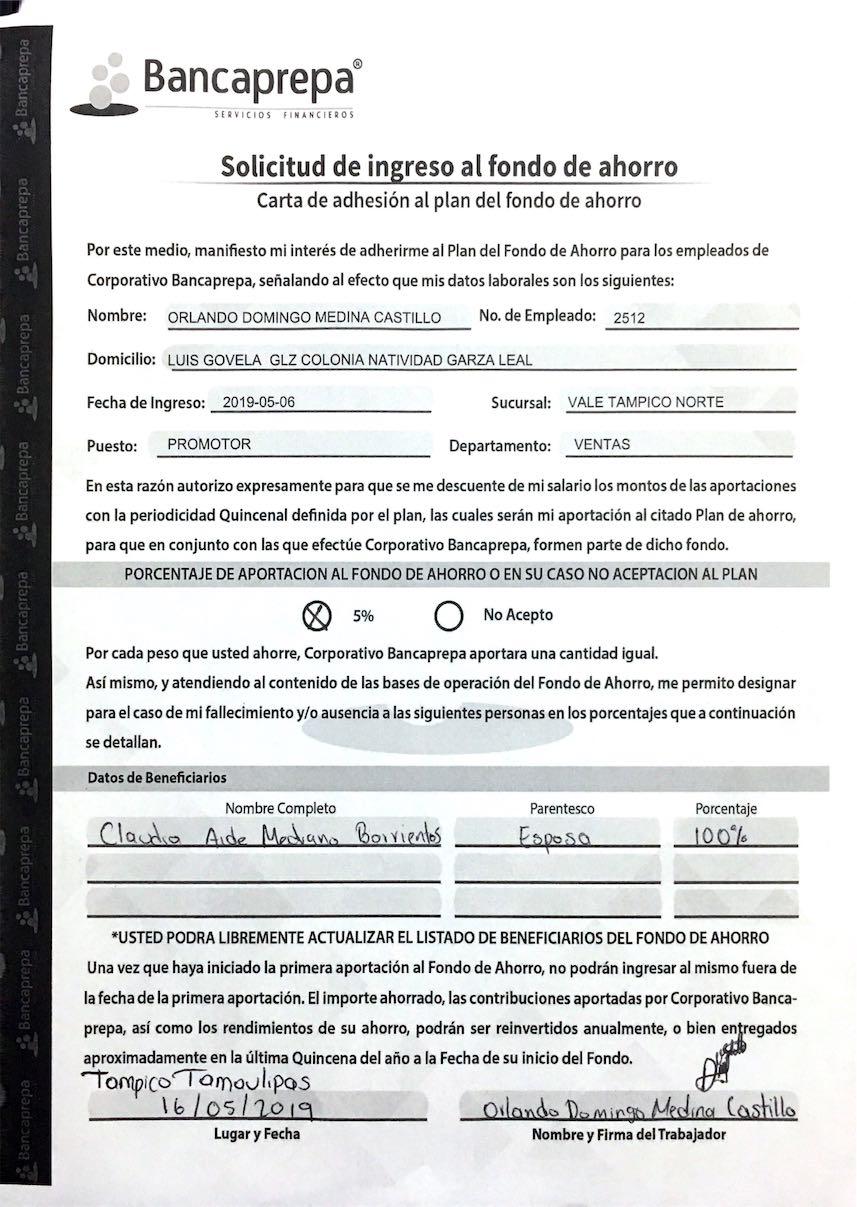 Bancaprepa®
SERVICIOS FINANCIEROS
Solicitud de ingreso al fondo de ahorro
Carta de adhesión al plan del fondo de ahorro
Por este medio, manifiesto mi interés de adherirme al Plan del Fondo de Ahorro para los empleados de
Corporativo Bancaprepa, señalando al efecto que mis datos laborales son los siguientes:
Nombre: ORLANDO DOMINGO MEDINA CASTILLO No. de Empleado: 2512
Domicilio: LUIS GOVELA GLZ COLONIA NATIVIDAD GARZA LEAL
Fecha de Ingreso: 2019-05-06 Sucursal: VALE TAMPICO NORTE
Puesto: PROMOTOR Departamento: VENTAS
En esta razón autorizo expresamente para que se me descuente de mi salario los montos de las aportaciones
con la periodicidad Quincenal definida por el plan, las cuales serán mi aportación al citado Plan de ahorro,
para que en conjunto con las que efectúe Corporativo Bancaprepa, formen parte de dicho fondo.
PORCENTAJE DE APORTACION AL FONDO DE AHORRO O EN SU CASO NO ACEPTACION AL PLAN
5% No Acepto
Por cada peso que usted ahorre, Corporativo Bancaprepa aportara una cantidad igual.
Así mismo, y atendiendo al contenido de las bases de operación del Fondo de Ahorro, me permito designar
para el caso de mi fallecimiento y/o ausencia a las siguientes personas en los porcentajes que a continuación
se detallan.
Datos de Beneficiarios
Nombre Completo Parentesco Porcentaje
Claudia Aide Medrano Barrientos Esposa 100%
*USTED PODRA LIBREMENTE ACTUALIZAR EL LISTADO DE BENEFICIARIOS DEL FONDO DE AHORRO
Una vez que haya iniciado la primera aportación al Fondo de Ahorro, no podrán ingresar al mismo fuera de
la fecha de la primera aportación. El importe ahorrado, las contribuciones aportadas por Corporativo Banca-
prepa, así como los rendimientos de su ahorro, podrán ser reinvertidos anualmente, o bien entregados
aproximadamente en la última Quincena del año a la Fecha de su inicio del Fondo.
Tampico Tamaulipas
16/05/2019 Orlando Domingo Medina Castillo
Lugar y Fecha Nombre y Firma del Trabajador
Bancaprepa
Bancaprepa
Bancaprepa
Bancaprepa
Bancaprepa
Bancaprepa
Bancaprepa
Bancaprepa
Bancaprepa